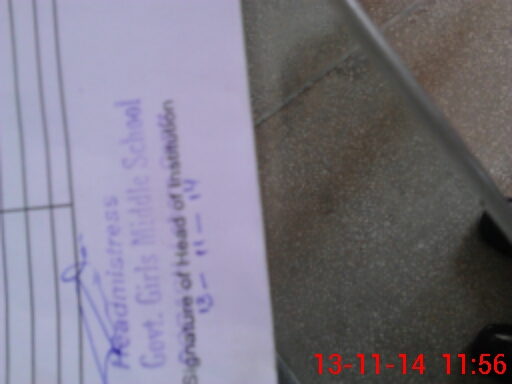 Headmistress
Govt. Girls Middle School
Signature of Head of Institution
13-11-14
13-11-14 11:56